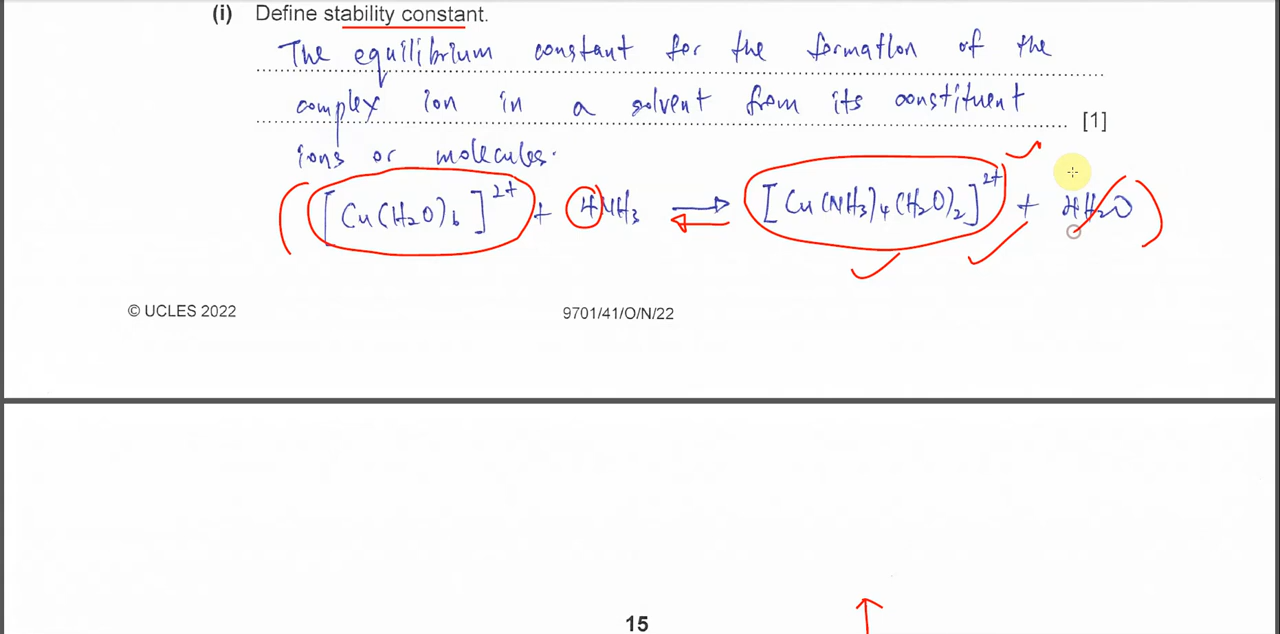 (i) Define stability constant.
The equilibrium constant for the formation of the
complex ion in a solvent from its constituent
[1]
ions or molecules.
([Cu(H₂O)₆]²⁺ + 4NH₃ ⇌ [Cu(NH₃)₄(H₂O)₂]²⁺ + 4H₂O)
© UCLES 2022 9701/41/O/N/22
15